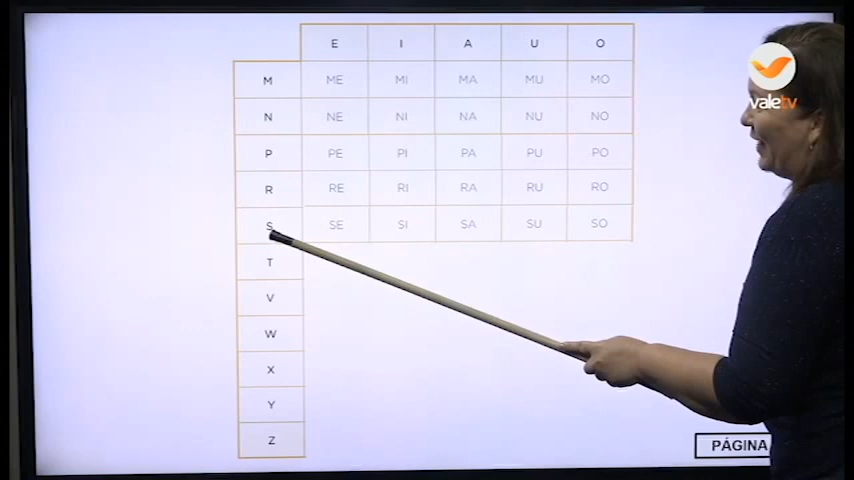 E I A U O
M ME MI MA MU MO
N NE NI NA NU NO
P PE PI PA PU PO
R RE RI RA RU RO
S SE SI SA SU SO
T
V
W
X
Y
Z
valetv
PÁGINA